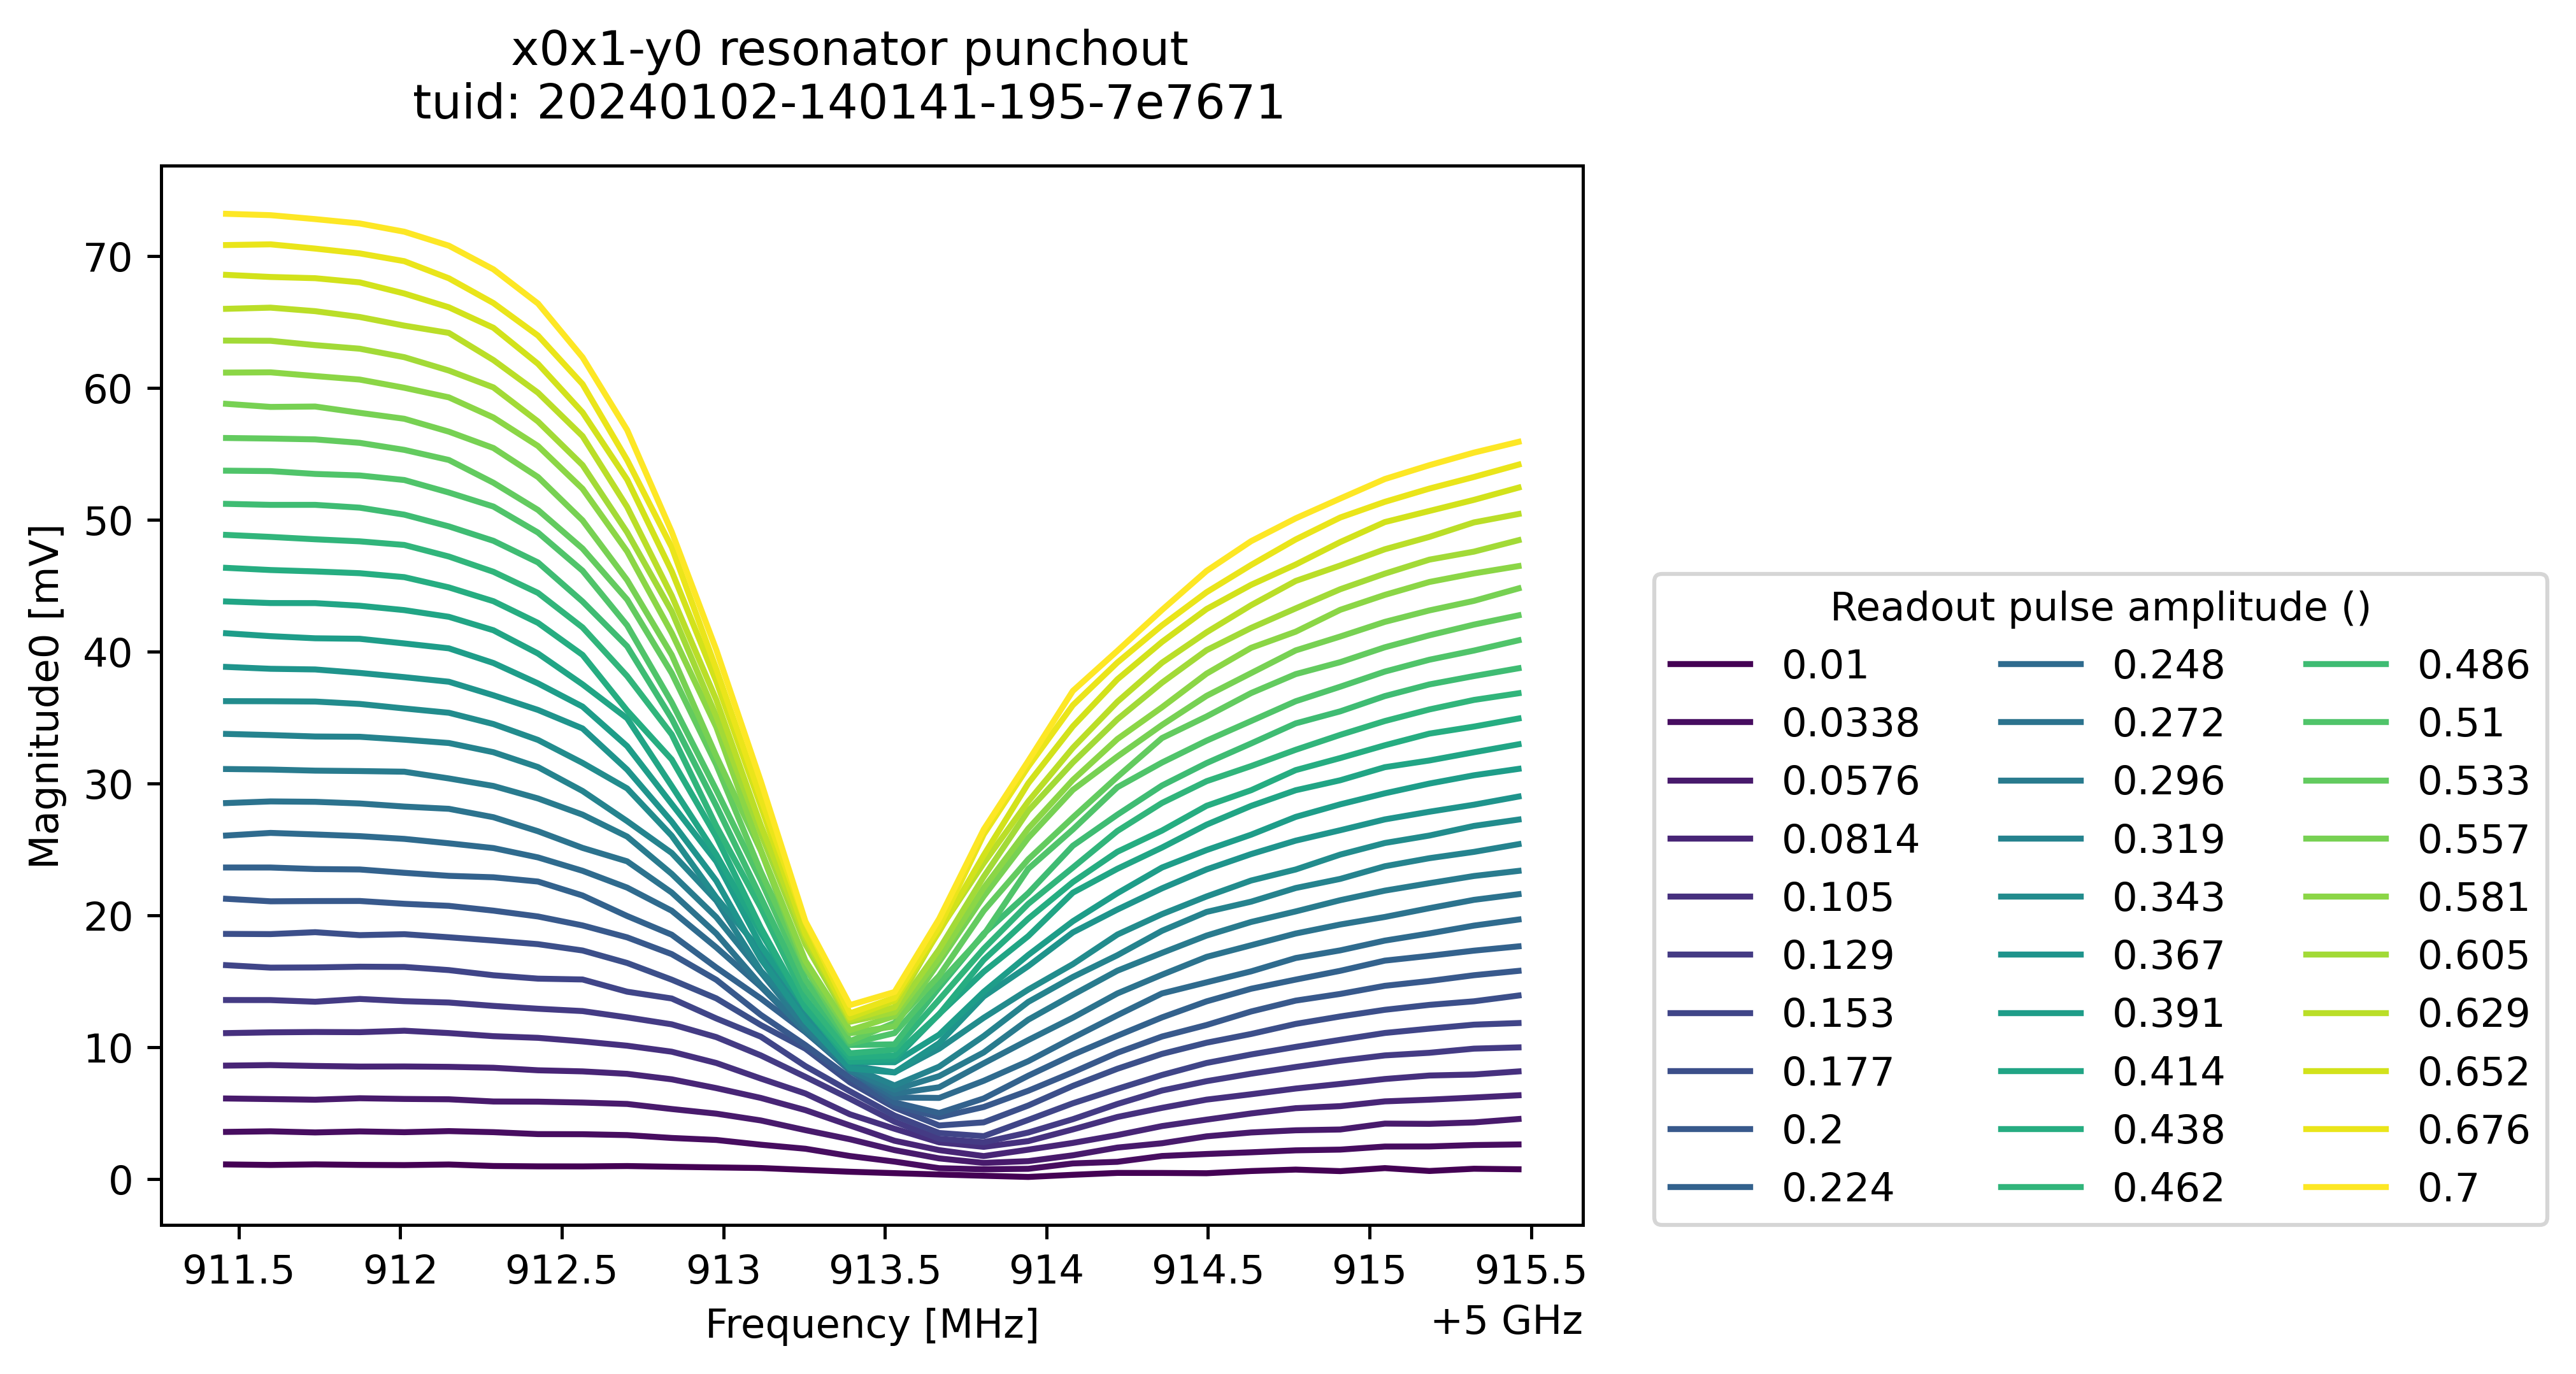 x0x1-y0 resonator punchout
tuid: 20240102-140141-195-7e7671
Magnitude0 [mV]
70
60
50
40
30
20
10
0
911.5 912 912.5 913 913.5 914 914.5 915 915.5
Frequency [MHz]
+5 GHz
Readout pulse amplitude ()
0.01 0.248 0.486
0.0338 0.272 0.51
0.0576 0.296 0.533
0.0814 0.319 0.557
0.105 0.343 0.581
0.129 0.367 0.605
0.153 0.391 0.629
0.177 0.414 0.652
0.2 0.438 0.676
0.224 0.462 0.7